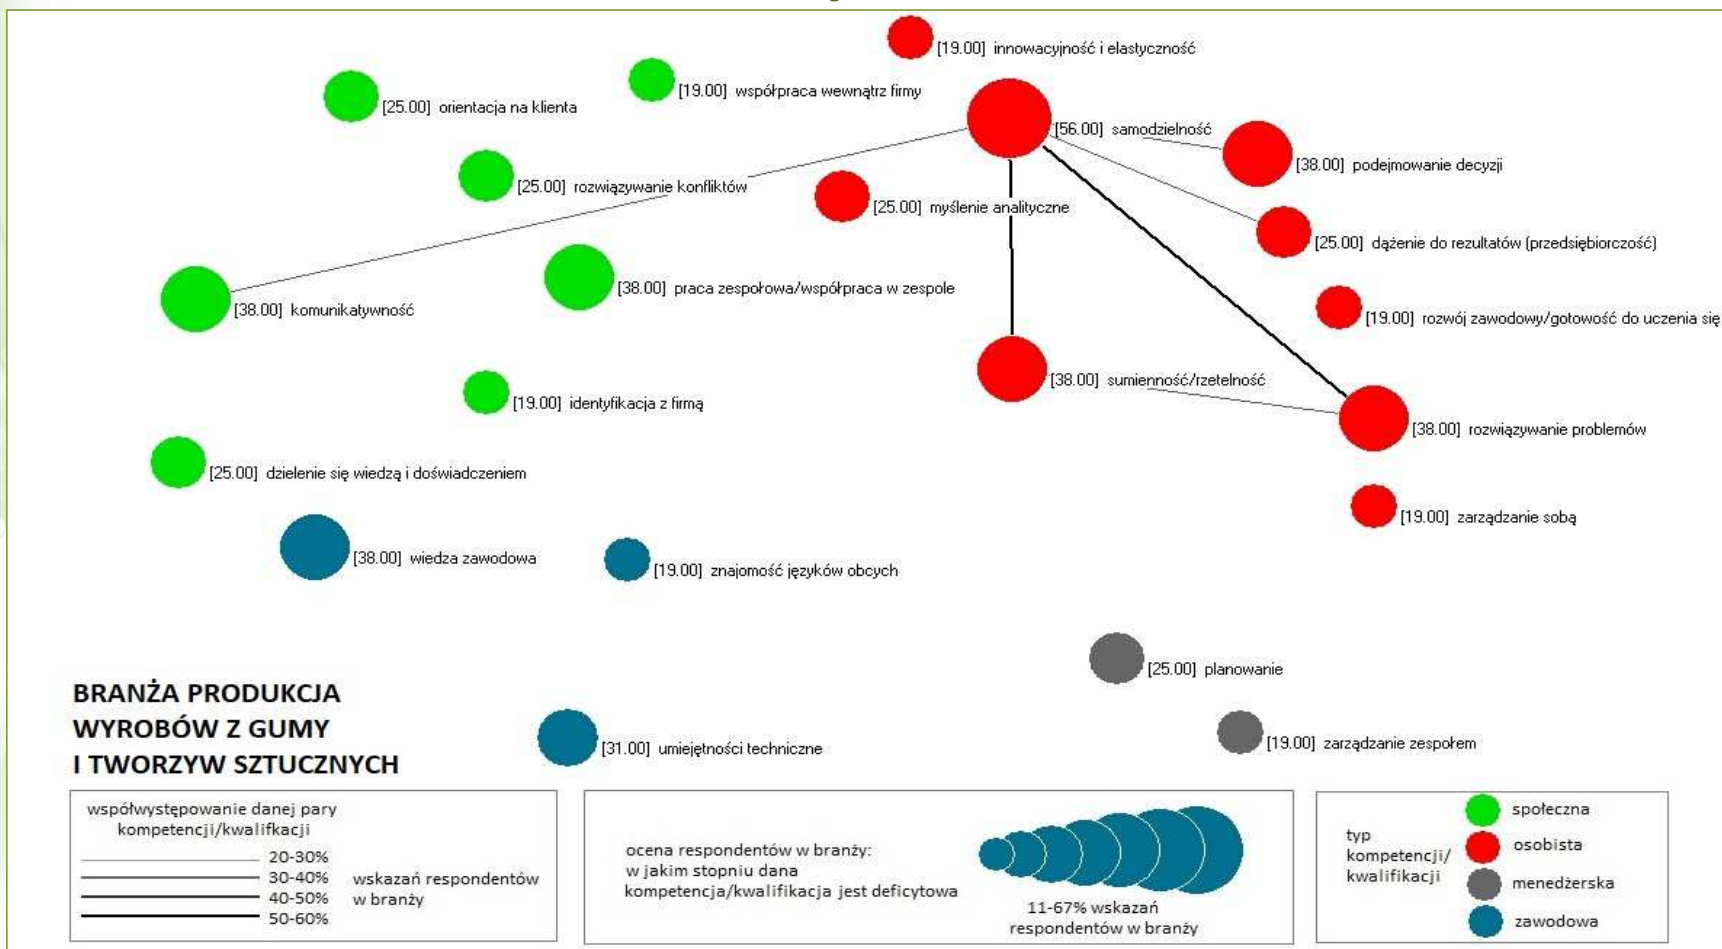 [19.00] innowacyjność i elastyczność
[19.00] współpraca wewnątrz firmy
[25.00] orientacja na klienta
[56.00] samodzielność
[38.00] podejmowanie decyzji
[25.00] rozwiązywanie konfliktów
[25.00] myślenie analityczne
[25.00] dążenie do rezultatów (przedsiębiorczość)
[38.00] praca zespołowa/współpraca w zespole
[38.00] komunikatywność
[19.00] rozwój zawodowy/gotowość do uczenia się
[38.00] sumienność/rzetelność
[19.00] identyfikacja z firmą
[38.00] rozwiązywanie problemów
[25.00] dzielenie się wiedzą i doświadczeniem
[19.00] zarządzanie sobą
[38.00] wiedza zawodowa
[19.00] znajomość języków obcych
[25.00] planowanie
[31.00] umiejętności techniczne
[19.00] zarządzanie zespołem
BRANŻA PRODUKCJA
WYROBÓW Z GUMY
I TWORZYW SZTUCZNYCH
współwystępowanie danej pary
kompetencji/kwalifkacji
20-30%
30-40%
40-50%
50-60%
wskazań respondentów
w branży
ocena respondentów w branży:
w jakim stopniu dana
kompetencja/kwalifikacja jest deficytowa
11-67% wskazań
respondentów w branży
typ
kompetencji/
kwalifikacji
społeczna
osobista
menedżerska
zawodowa